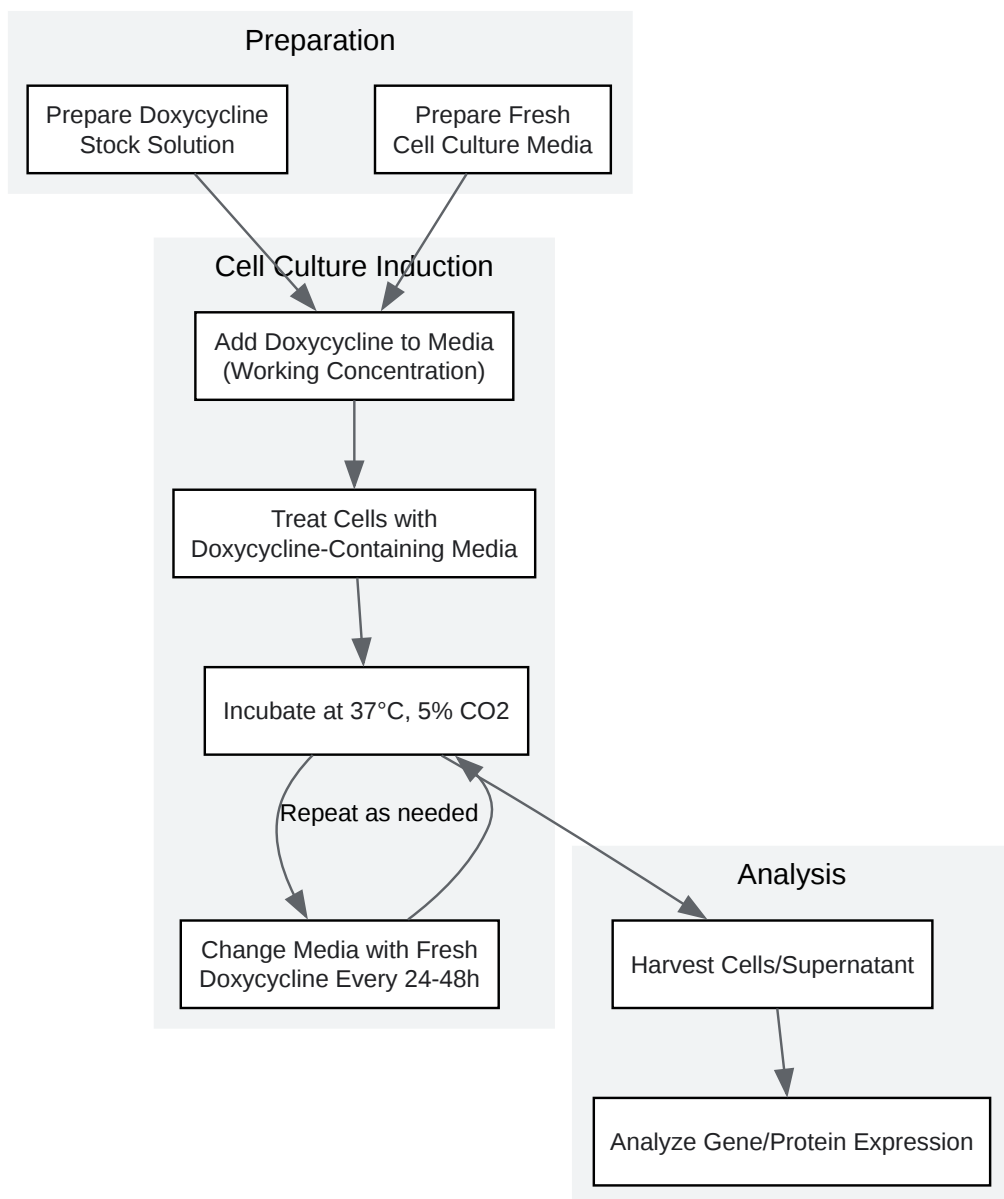 Preparation
Prepare Doxycycline
Stock Solution
Prepare Fresh
Cell Culture Media
Cell Culture Induction
Add Doxycycline to Media
(Working Concentration)
Treat Cells with
Doxycycline-Containing Media
Incubate at 37°C, 5% CO2
Repeat as needed
Change Media with Fresh
Doxycycline Every 24-48h
Analysis
Harvest Cells/Supernatant
Analyze Gene/Protein Expression